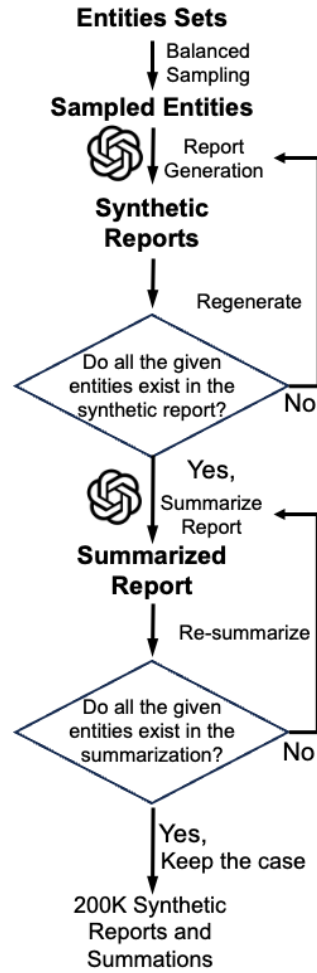 Entities Sets
Balanced
Sampling
Sampled Entities
Report
Generation
Synthetic
Reports
Regenerate
Do all the given
entities exist in the
synthetic report?
No
Yes,
Summarize
Report
Summarized
Report
Re-summarize
Do all the given
entities exist in the
summarization?
No
Yes,
Keep the case
200K Synthetic
Reports and
Summations